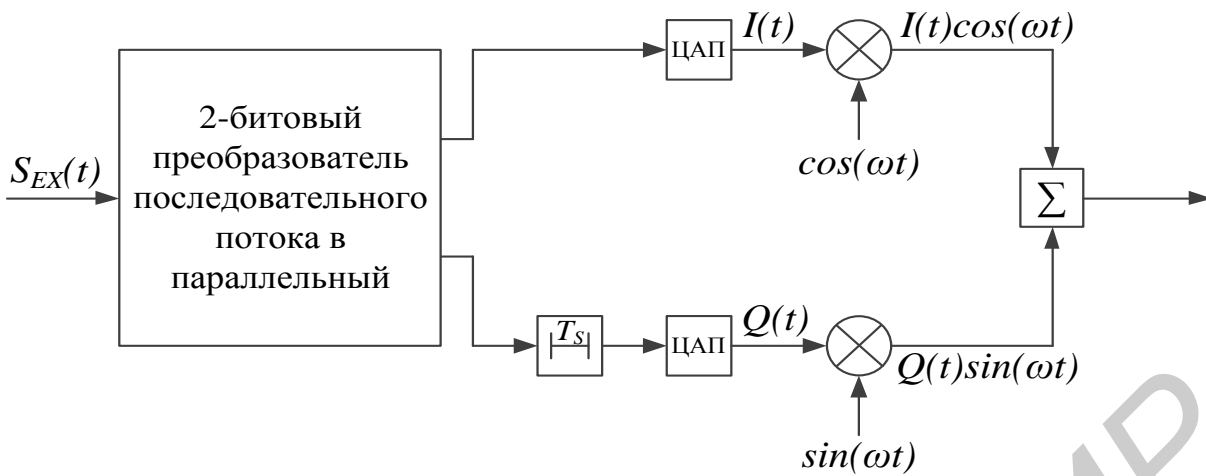 S_EX(t)
2-битовый
преобразователь
последовательного
потока в
параллельный
ЦАП
I(t)
I(t)cos(ωt)
cos(ωt)
Σ
T_S
ЦАП
Q(t)
Q(t)sin(ωt)
sin(ωt)